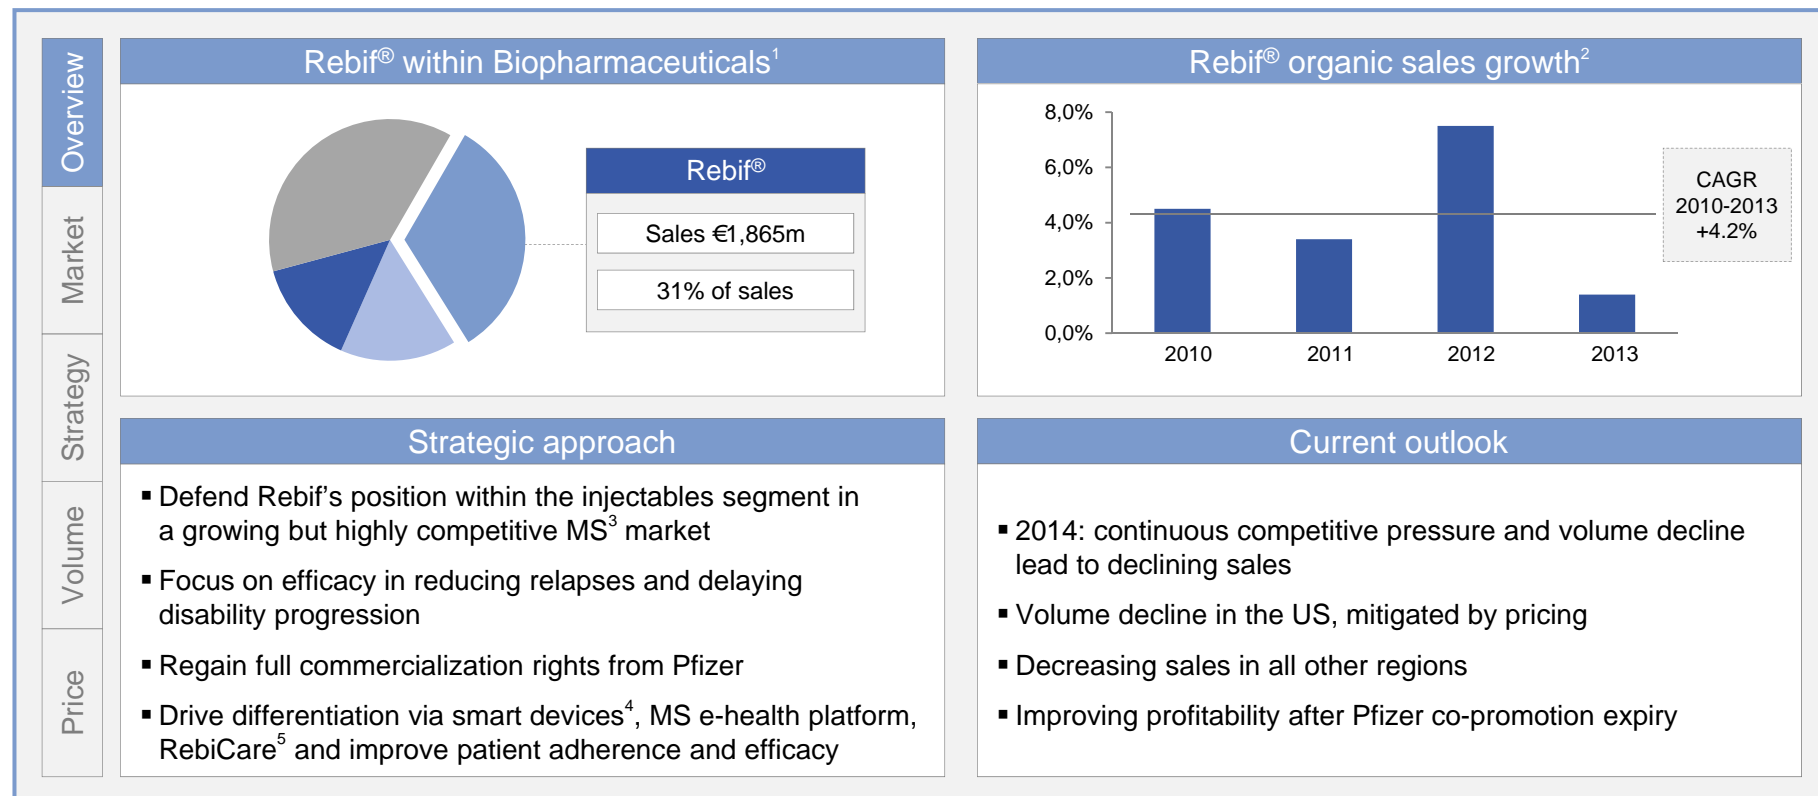 Overview
Market
Strategy
Volume
Price
Rebif® within Biopharmaceuticals¹
Rebif®
Sales €1,865m
31% of sales
Rebif® organic sales growth²
8,0%
6,0%
4,0%
2,0%
0,0%
2010
2011
2012
2013
CAGR
2010-2013
+4.2%
Strategic approach
▪ Defend Rebif’s position within the injectables segment in
a growing but highly competitive MS³ market
▪ Focus on efficacy in reducing relapses and delaying
disability progression
▪ Regain full commercialization rights from Pfizer
▪ Drive differentiation via smart devices⁴, MS e-health platform,
RebiCare⁵ and improve patient adherence and efficacy
Current outlook
▪ 2014: continuous competitive pressure and volume decline
lead to declining sales
▪ Volume decline in the US, mitigated by pricing
▪ Decreasing sales in all other regions
▪ Improving profitability after Pfizer co-promotion expiry